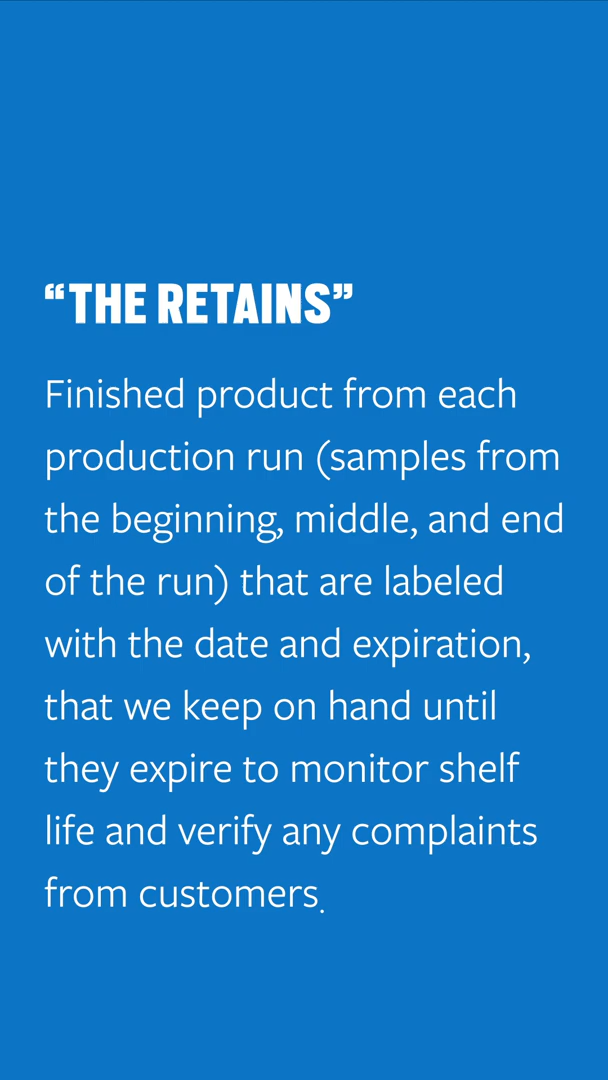 “THE RETAINS”
Finished product from each
production run (samples from
the beginning, middle, and end
of the run) that are labeled
with the date and expiration,
that we keep on hand until
they expire to monitor shelf
life and verify any complaints
from customers.